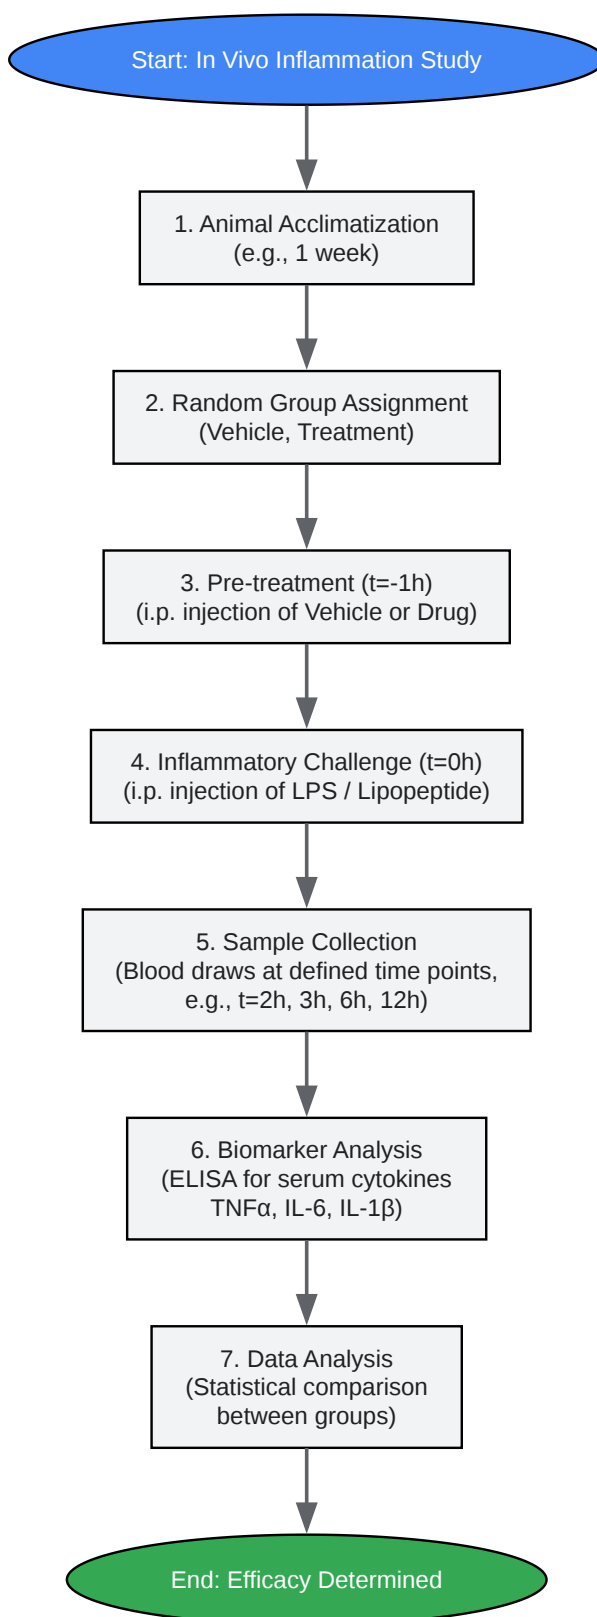 Start: In Vivo Inflammation Study
1. Animal Acclimatization
(e.g., 1 week)
2. Random Group Assignment
(Vehicle, Treatment)
3. Pre-treatment (t=-1h)
(i.p. injection of Vehicle or Drug)
4. Inflammatory Challenge (t=0h)
(i.p. injection of LPS / Lipopeptide)
5. Sample Collection
(Blood draws at defined time points,
e.g., t=2h, 3h, 6h, 12h)
6. Biomarker Analysis
(ELISA for serum cytokines
TNFα, IL-6, IL-1β)
7. Data Analysis
(Statistical comparison
between groups)
End: Efficacy Determined